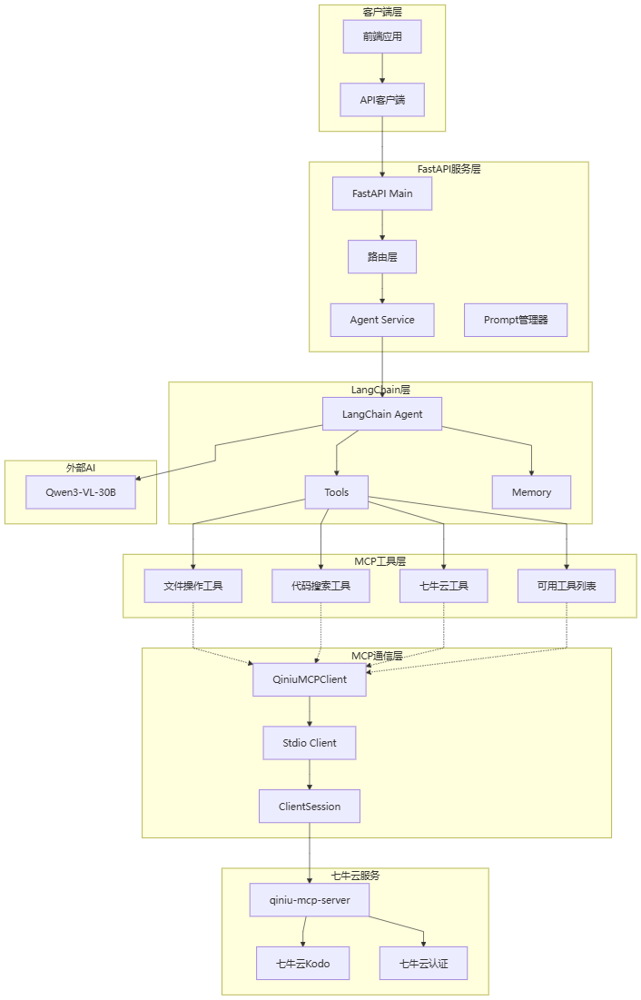 客户端层
前端应用
API客户端
FastAPI服务层
FastAPI Main
路由层
Agent Service
Prompt管理器
LangChain层
LangChain Agent
外部AI
Qwen3-VL-30B
Tools
Memory
MCP工具层
文件操作工具
代码搜索工具
七牛云工具
可用工具列表
MCP通信层
QiniuMCPClient
Stdio Client
ClientSession
七牛云服务
qiniu-mcp-server
七牛云Kodo
七牛云认证